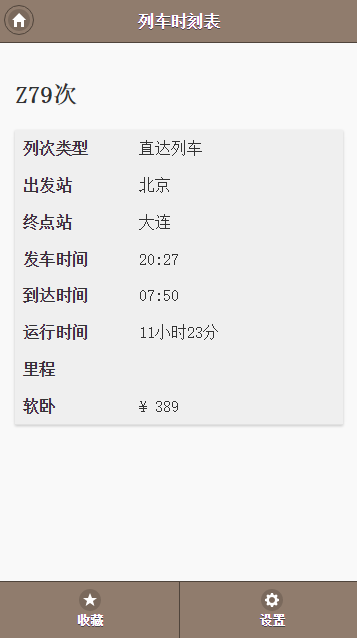 列车时刻表
Z79次
列次类型 直达列车
出发站 北京
终点站 大连
发车时间 20:27
到达时间 07:50
运行时间 11小时23分
里程
软卧 ¥ 389
收藏 设置